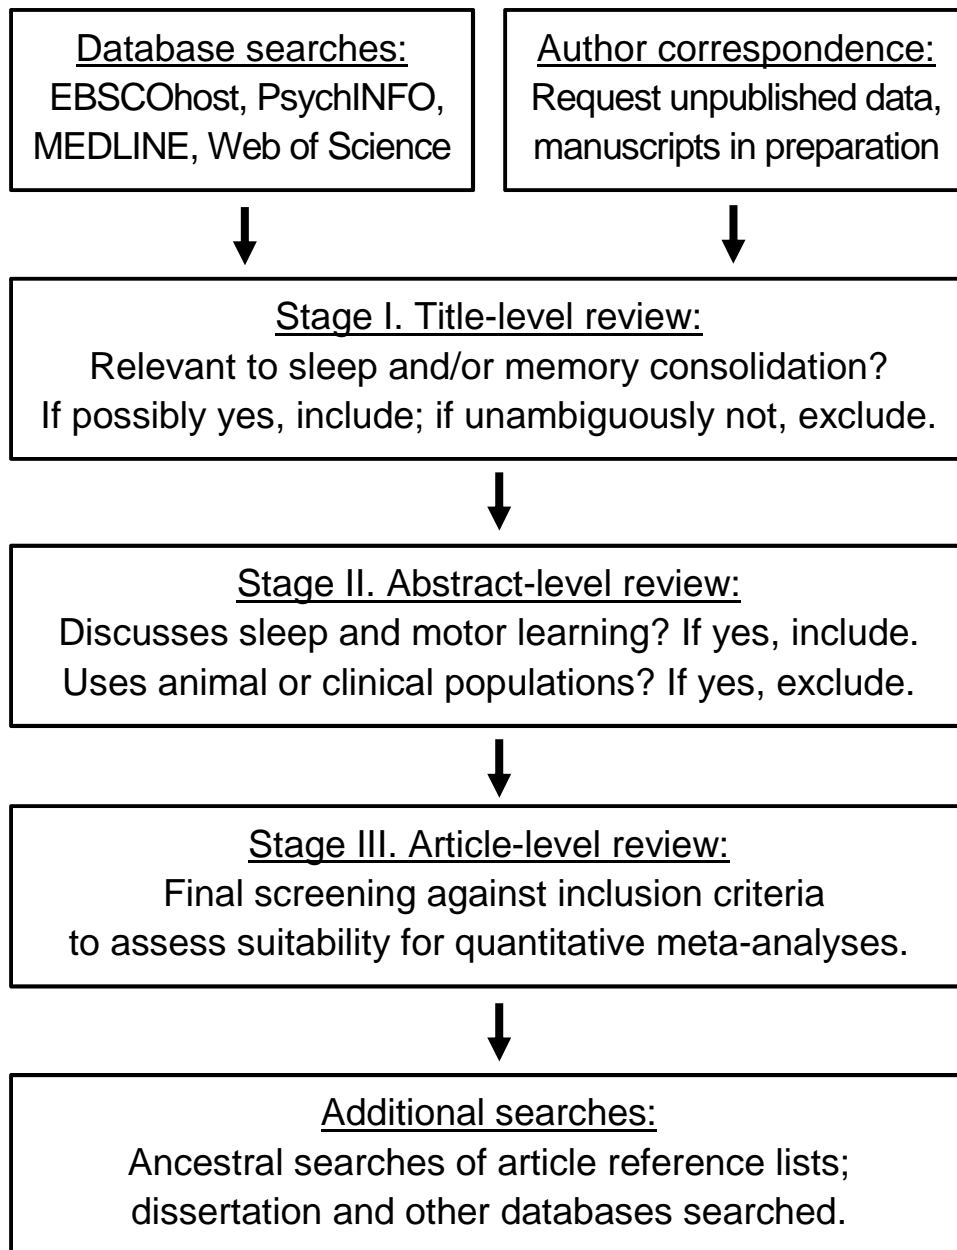 Database searches:
EBSCOhost, PsychINFO,
MEDLINE, Web of Science
Author correspondence:
Request unpublished data,
manuscripts in preparation
Stage I. Title-level review:
Relevant to sleep and/or memory consolidation?
If possibly yes, include; if unambiguously not, exclude.
Stage II. Abstract-level review:
Discusses sleep and motor learning? If yes, include.
Uses animal or clinical populations? If yes, exclude.
Stage III. Article-level review:
Final screening against inclusion criteria
to assess suitability for quantitative meta-analyses.
Additional searches:
Ancestral searches of article reference lists;
dissertation and other databases searched.